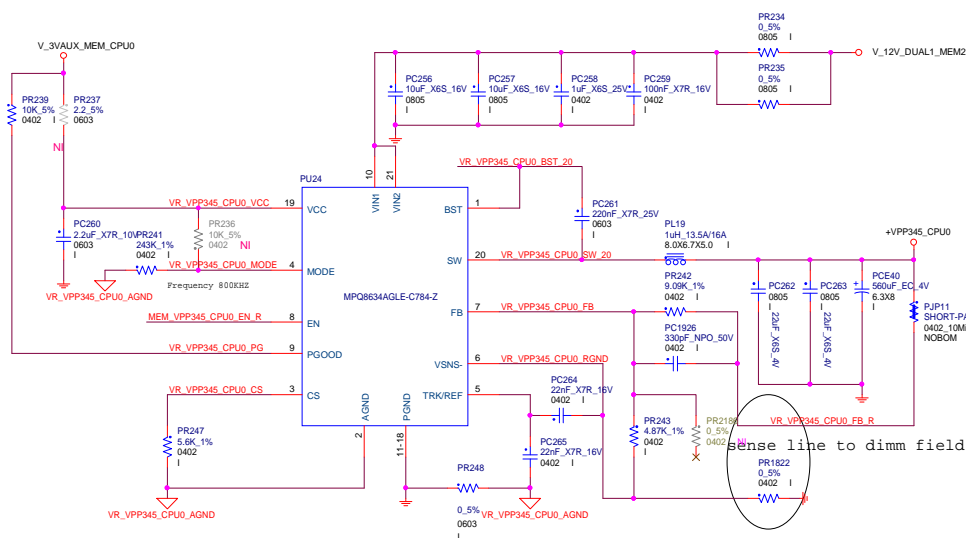 V_3VAUX_MEM_CPU0
PR239
10K_5%
0402 I
PR237
2.2_5%
0603
NI
PC256
10uF_X6S_16V
0805 I
PC257
10uF_X6S_16V
0805 I
PC258
1uF_X6S_25V
0402 I
PC259
100nF_X7R_16V
0402 I
PR234
0_5%
0805 I
PR235
0_5%
0805 I
V_12V_DUAL1_MEM2
PU24
10
21
VIN1
VIN2
VR_VPP345_CPU0_VCC
19
VCC
PC260
2.2uF_X7R_10V
0603
I
PR241
243K_1%
0402
I
PR236
10K_5%
0402 NI
VR_VPP345_CPU0_MODE
4
MODE
Frequency 800KHZ
VR_VPP345_CPU0_AGND
MEM_VPP345_CPU0_EN_R
8
EN
VR_VPP345_CPU0_PG
9
PGOOD
VR_VPP345_CPU0_CS
3
CS
PR247
5.6K_1%
0402
I
VR_VPP345_CPU0_AGND
MPQ8634AGLE-C784-Z
AGND
2
PGND
11-18
VR_VPP345_CPU0_BST_20
1
BST
PC261
220nF_X7R_25V
0603
I
20
SW
VR_VPP345_CPU0_SW_20
PL19
1uH_13.5A/16A
8.0X6.7X5.0 I
7
FB
VR_VPP345_CPU0_FB
PR242
9.09K_1%
0402 I
PC1926
330pF_NPO_50V
0402 I
6
VSNS-
VR_VPP345_CPU0_RGND
5
TRK/REF
PC264
22nF_X7R_16V
0402 I
PC265
22nF_X7R_16V
0402 I
PR248
0_5%
0603
I
VR_VPP345_CPU0_AGND
PR243
4.87K_1%
0402
I
0_5%
0402
NI
+VPP345_CPU0
PC262
0805 I
22uF_X6S_4V
PC263
0805 I
22uF_X6S_4V
PCE40
560uF_EC_4V
6.3X8 I
PJP11
NOBOM
VR_VPP345_CPU0_FB_R
sense line to dimm field
PR1822
0_5%
0402 I